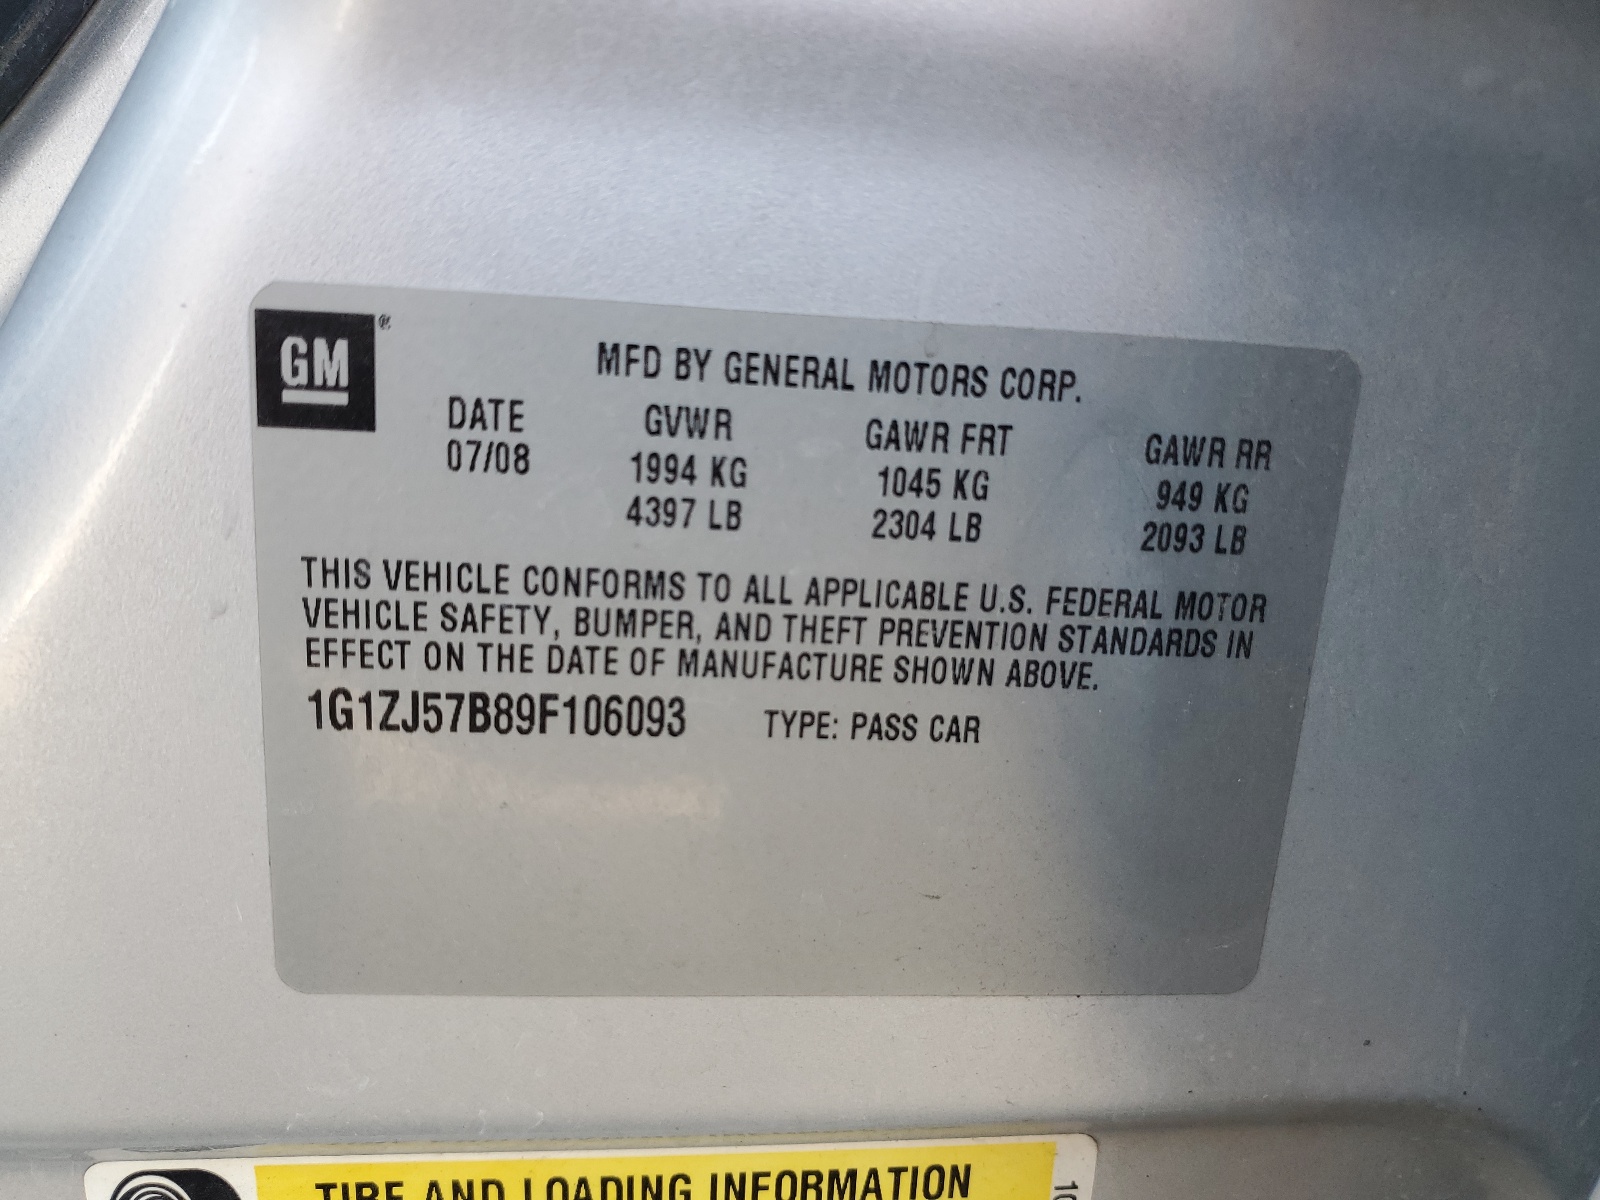 GM®
MFD BY GENERAL MOTORS CORP.
DATE GVWR GAWR FRT GAWR RR
07/08 1994 KG 1045 KG 949 KG
4397 LB 2304 LB 2093 LB
THIS VEHICLE CONFORMS TO ALL APPLICABLE U.S. FEDERAL MOTOR
VEHICLE SAFETY, BUMPER, AND THEFT PREVENTION STANDARDS IN
EFFECT ON THE DATE OF MANUFACTURE SHOWN ABOVE.
1G1ZJ57B89F106093 TYPE: PASS CAR
TIRE AND LOADING INFORMATION